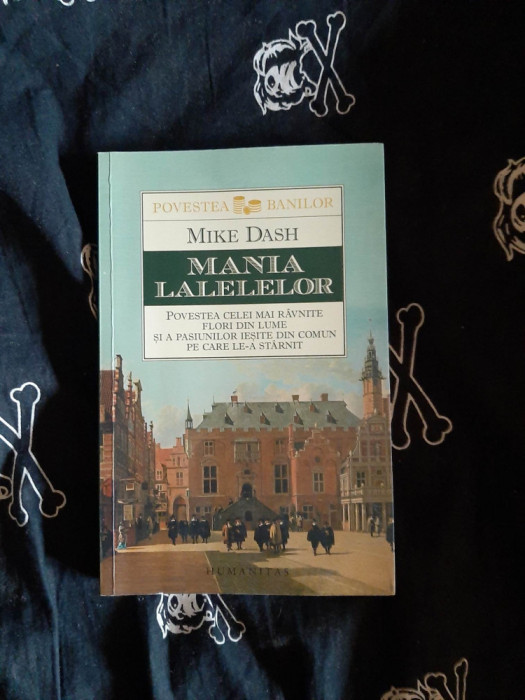 POVESTEA BANILOR
MIKE DASH
MANIA
LALELELOR
POVESTEA CELEI MAI RÂVNITE
FLORI DIN LUME
ȘI A PASIUNILOR IEȘITE DIN COMUN
PE CARE LE-A STÂRNIT
HUMANITAS